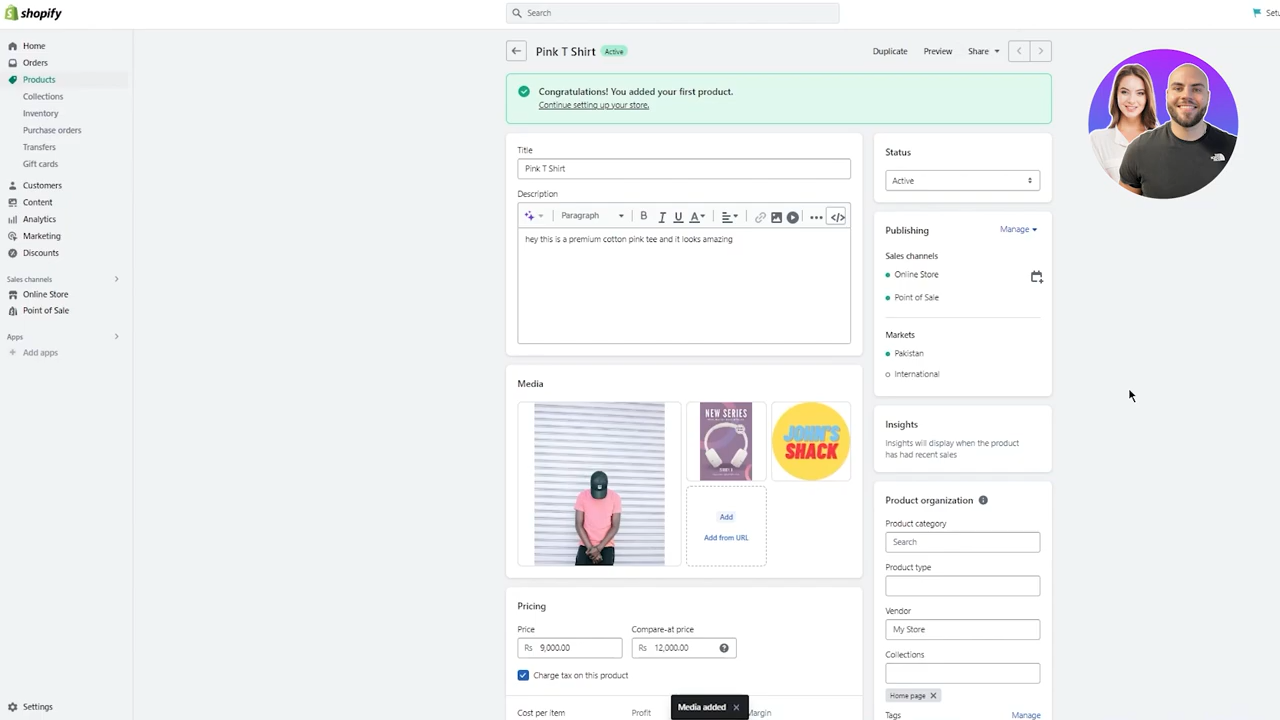 shopify
Search
Setu
Home
Orders
Products
Collections
Inventory
Purchase orders
Transfers
Gift cards
Customers
Content
Analytics
Marketing
Discounts
Sales channels
Online Store
Point of Sale
Apps
Add apps
Settings
Pink T Shirt
Active
Duplicate
Preview
Share
Congratulations! You added your first product.
Continue setting up your store.
Title
Pink T Shirt
Description
Paragraph
B I U A
hey this is a premium cotton pink tee and it looks amazing
Media
NEW SERIES
JOHN'S
SHACK
Add
Add from URL
Pricing
Price
Compare-at price
Rs 9,000.00
Rs 12,000.00
Charge tax on this product
Cost per item
Profit
Margin
Media added
Status
Active
Publishing
Manage
Sales channels
Online Store
Point of Sale
Markets
Pakistan
International
Insights
Insights will display when the product
has had recent sales
Product organization
Product category
Search
Product type
Vendor
My Store
Collections
Home page
Tags
Manage